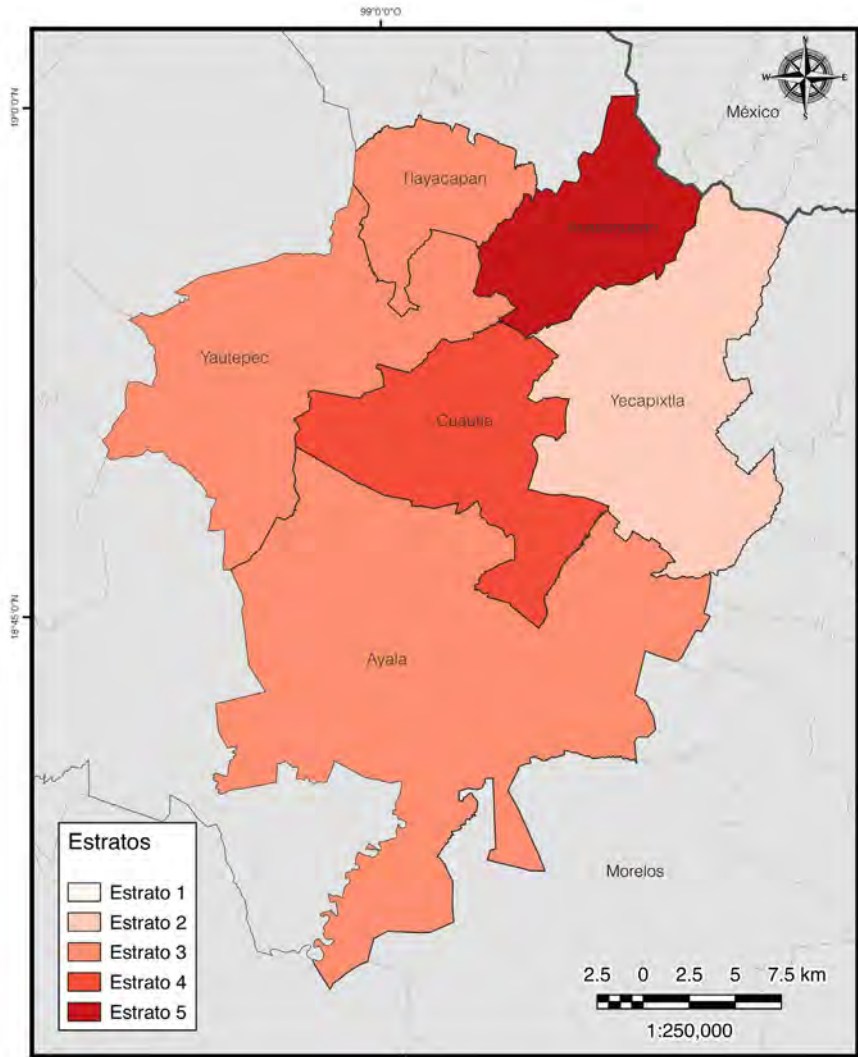 99°0'0"O
N
W
E
S
México
19°0'0"N
Tlayacapan
Yautepec
Cuautla
Yecapixtla
18°45'0"N
Ayala
Morelos
Estratos
Estrato 1
Estrato 2
Estrato 3
Estrato 4
Estrato 5
2.5 0 2.5 5 7.5 km
1:250,000